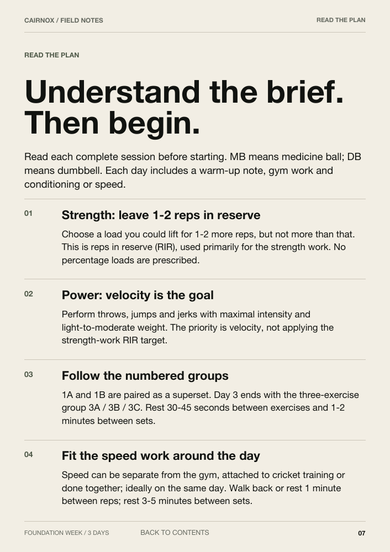 CAIRNOX / FIELD NOTES
READ THE PLAN
READ THE PLAN
Understand the brief.
Then begin.
Read each complete session before starting. MB means medicine ball; DB
means dumbbell. Each day includes a warm-up note, gym work and
conditioning or speed.
01
Strength: leave 1-2 reps in reserve
Choose a load you could lift for 1-2 more reps, but not more than that.
This is reps in reserve (RIR), used primarily for the strength work. No
percentage loads are prescribed.
02
Power: velocity is the goal
Perform throws, jumps and jerks with maximal intensity and
light-to-moderate weight. The priority is velocity, not applying the
strength-work RIR target.
03
Follow the numbered groups
1A and 1B are paired as a superset. Day 3 ends with the three-exercise
group 3A / 3B / 3C. Rest 30-45 seconds between exercises and 1-2
minutes between sets.
04
Fit the speed work around the day
Speed can be separate from the gym, attached to cricket training or
done together; ideally on the same day. Walk back or rest 1 minute
between reps; rest 3-5 minutes between sets.
FOUNDATION WEEK / 3 DAYS
BACK TO CONTENTS
07